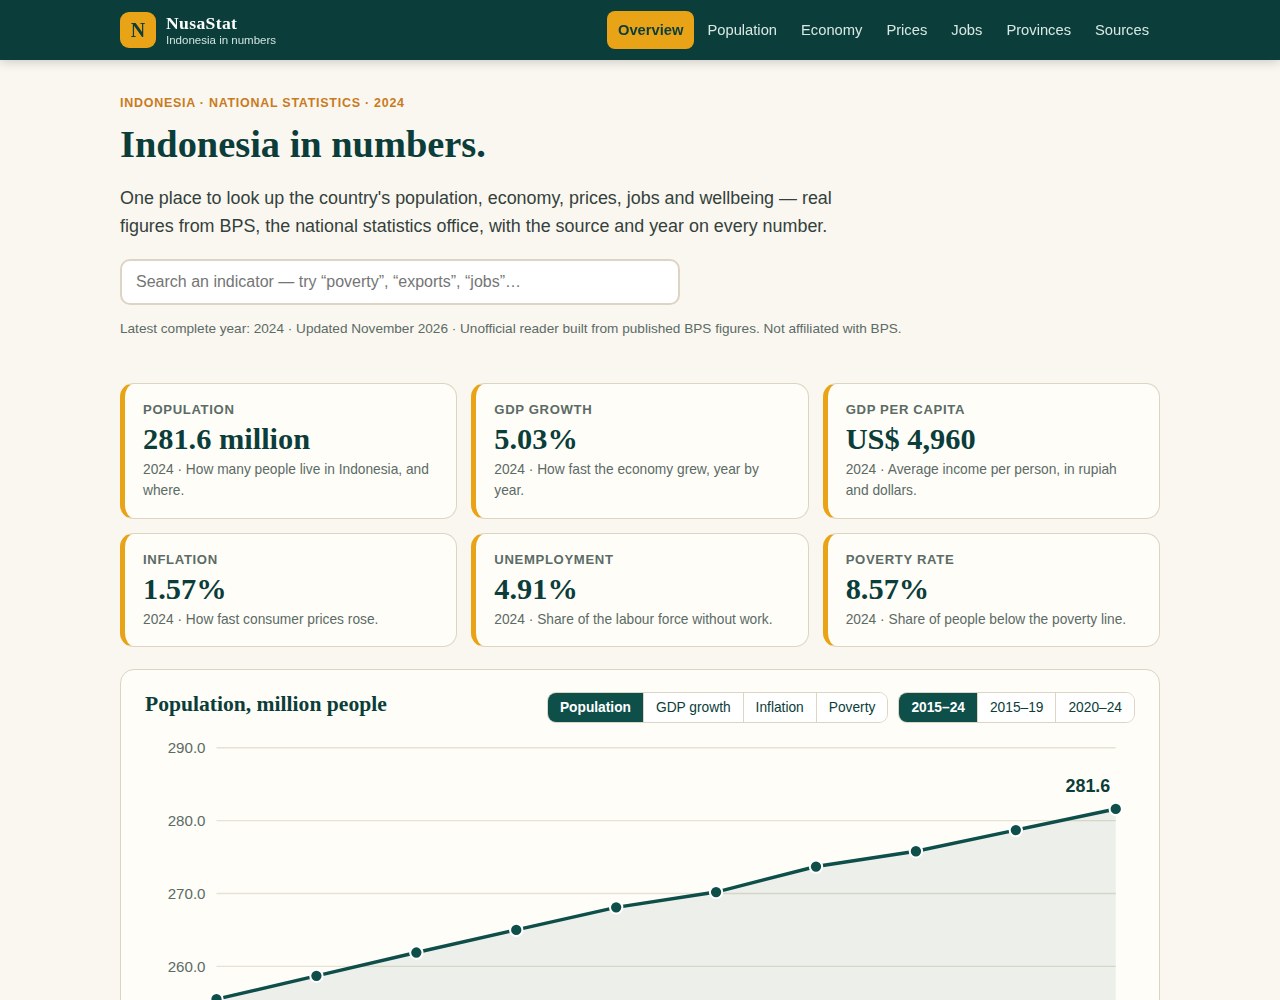 N
NusaStat
Indonesia in numbers
Overview
Population
Economy
Prices
Jobs
Provinces
Sources
INDONESIA · NATIONAL STATISTICS · 2024
Indonesia in numbers.
One place to look up the country's population, economy, prices, jobs and wellbeing — real
figures from BPS, the national statistics office, with the source and year on every number.
Search an indicator — try “poverty”, “exports”, “jobs”…
Latest complete year: 2024 · Updated November 2026 · Unofficial reader built from published BPS figures. Not affiliated with BPS.
POPULATION
281.6 million
2024 · How many people live in Indonesia, and
where.
GDP GROWTH
5.03%
2024 · How fast the economy grew, year by
year.
GDP PER CAPITA
US$ 4,960
2024 · Average income per person, in rupiah
and dollars.
INFLATION
1.57%
2024 · How fast consumer prices rose.
UNEMPLOYMENT
4.91%
2024 · Share of the labour force without work.
POVERTY RATE
8.57%
2024 · Share of people below the poverty line.
Population, million people
Population
GDP growth
Inflation
Poverty
2015–24
2015–19
2020–24
290.0
281.6
280.0
270.0
260.0